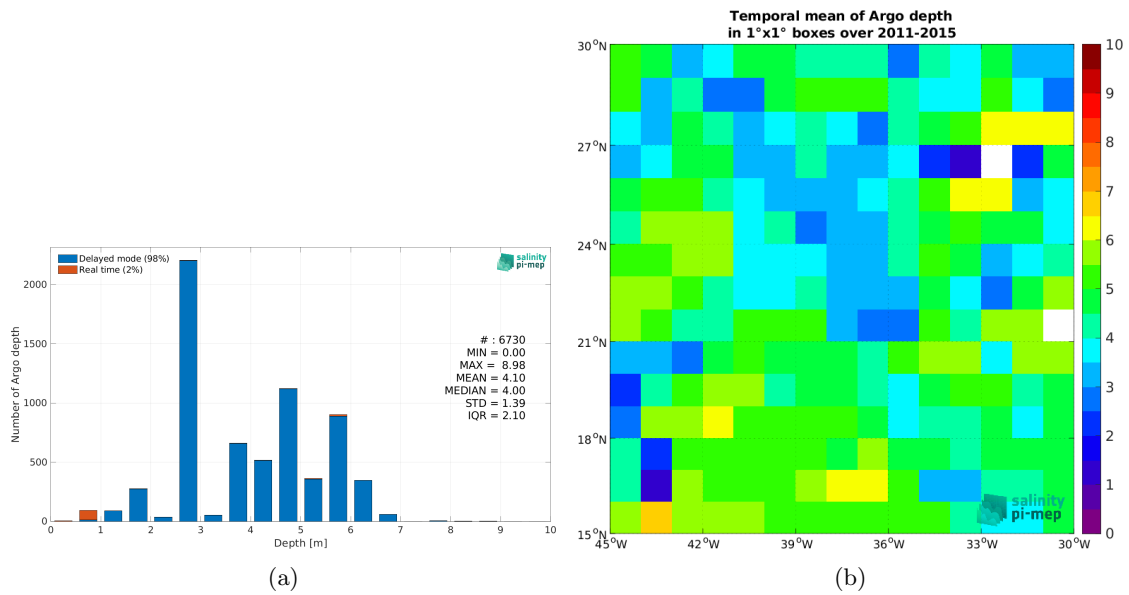 Delayed mode (98%)
Real time (2%)
salinity
pi-mep
# : 6730
MIN = 0.00
MAX = 8.98
MEAN = 4.10
MEDIAN = 4.00
STD = 1.39
IQR = 2.10
Number of Argo depth
2000
1500
1000
500
0
0 1 2 3 4 5 6 7 8 9 10
Depth [m]
(a)
Temporal mean of Argo depth
in 1°x1° boxes over 2011-2015
30°N
27°N
24°N
21°N
18°N
15°N
45°W 42°W 39°W 36°W 33°W 30°W
salinity
pi-mep
10
9
8
7
6
5
4
3
2
1
0
(b)